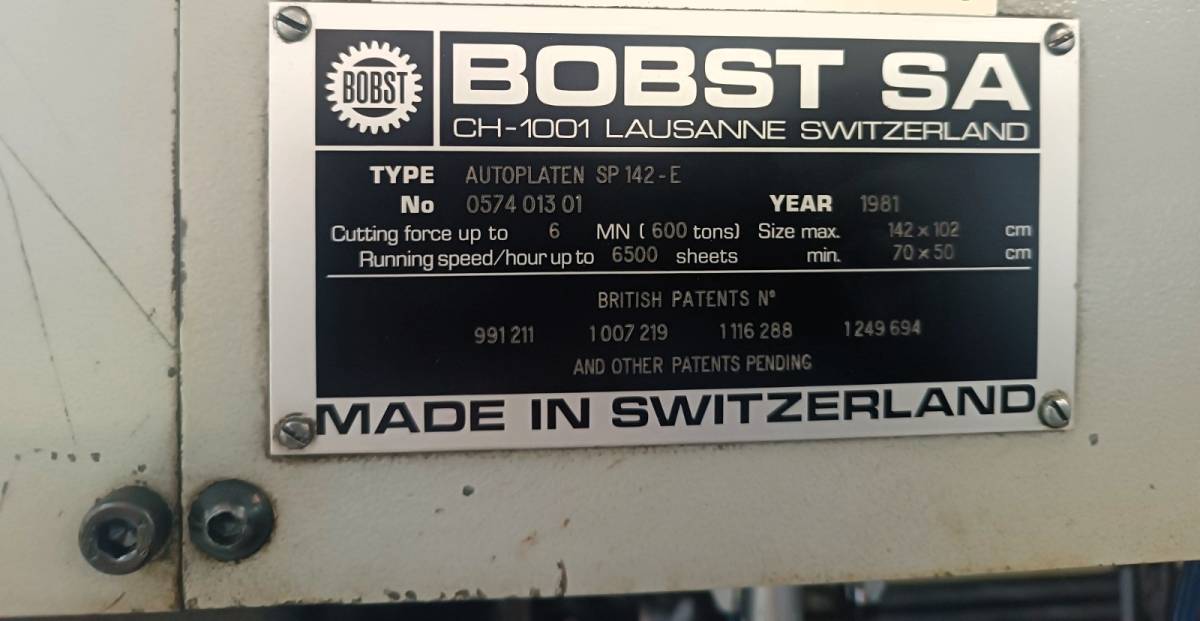 BOBST
BOBST SA
CH-1001 LAUSANNE SWITZERLAND
TYPE AUTOPLATEN SP 142-E
No 0574 013 01 YEAR 1981
Cutting force up to 6 MN (600 tons) Size max. 142 x 102 cm
Running speed/hour up to 6500 sheets min. 70 x 50 cm
BRITISH PATENTS Nº
991 211 1 007 219 1 116 288 1 249 694
AND OTHER PATENTS PENDING
MADE IN SWITZERLAND